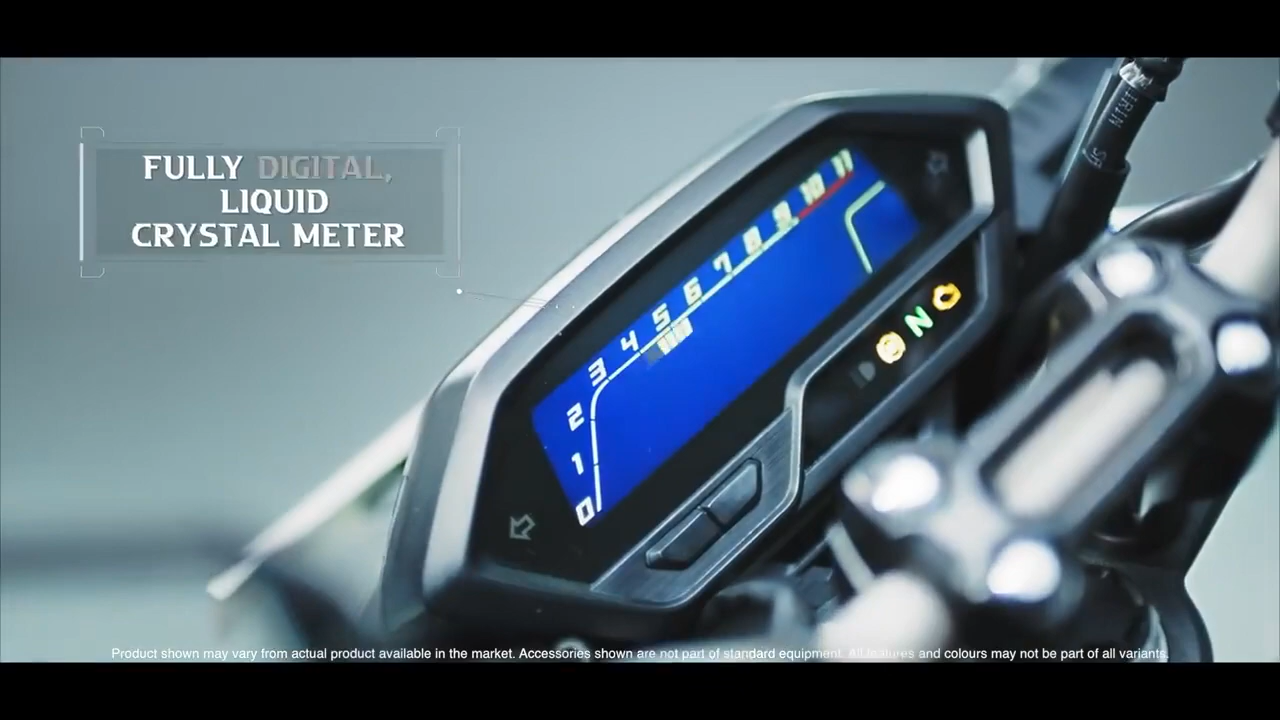 FULLY DIGITAL,
LIQUID
CRYSTAL METER
11
10
9
8
7
6
5
4
3
2
1
0
N
Product shown may vary from actual product available in the market. Accessories shown are not part of standard equipment. All features and colours may not be part of all variants.